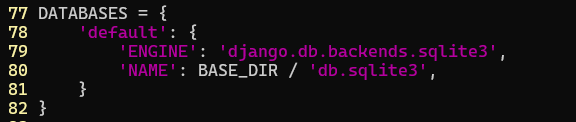 77 DATABASES = {
78     'default': {
79         'ENGINE': 'django.db.backends.sqlite3',
80         'NAME': BASE_DIR / 'db.sqlite3',
81     }
82 }